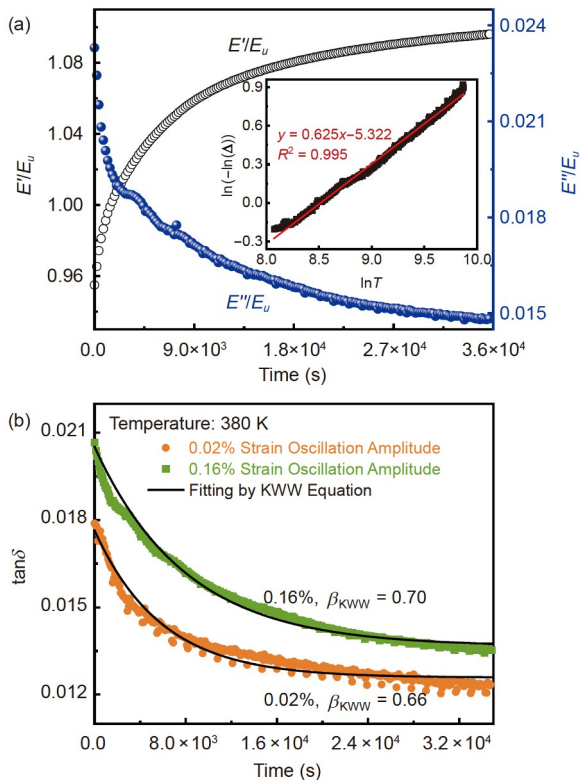 (a)
E′/Eu
E″/Eu
1.08
1.04
1.00
0.96
E′/Eu
0.024
0.021
0.018
0.015
E″/Eu
0.9
0.6
0.3
0.0
−0.3
ln(−ln(Δ))
y = 0.625x−5.322
R² = 0.995
8.0 8.5 9.0 9.5 10.0
lnT
0.0 9.0×10³ 1.8×10⁴ 2.7×10⁴ 3.6×10⁴
Time (s)
(b)
Temperature: 380 K
0.02% Strain Oscillation Amplitude
0.16% Strain Oscillation Amplitude
Fitting by KWW Equation
0.021
0.018
0.015
0.012
tanδ
0.16%, βKWW = 0.70
0.02%, βKWW = 0.66
0.0 8.0×10³ 1.6×10⁴ 2.4×10⁴ 3.2×10⁴
Time (s)